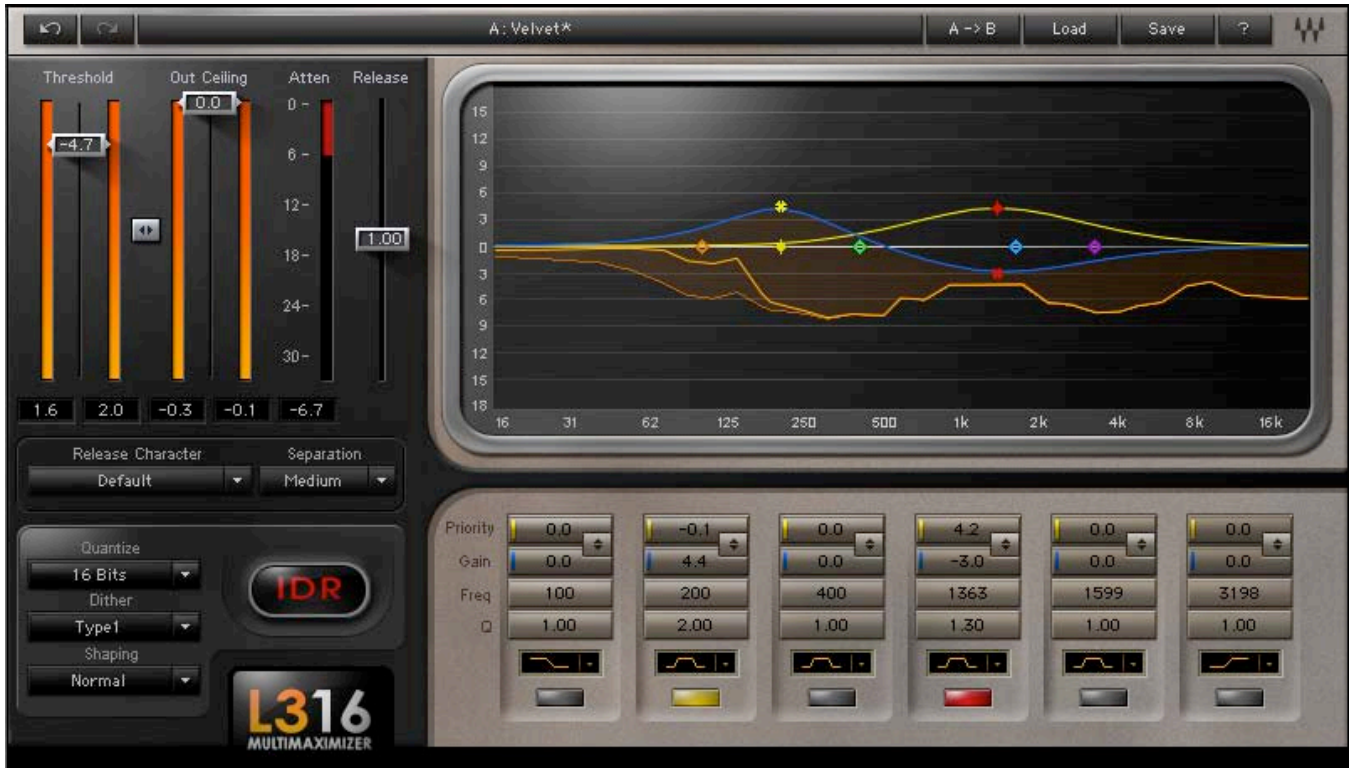 A: Velvet*
A -> B
Load
Save
?
Threshold
Out Ceiling
Atten
Release
0.0
-4.7
1.00
0 -
6 -
12-
18-
24-
30-
1.6
2.0
-0.3
-0.1
-6.7
Release Character
Separation
Default
Medium
Quantize
16 Bits
Dither
Type1
Shaping
Normal
IDR
L316
MULTIMAXIMIZER
15
12
9
6
3
0
3
6
9
12
15
18
16 31 62 125 250 500 1k 2k 4k 8k 16k
Priority 0.0 -0.1 0.0 4.2 0.0 0.0
Gain 0.0 4.4 0.0 -3.0 0.0 0.0
Freq 100 200 400 1363 1599 3198
Q 1.00 2.00 1.00 1.30 1.00 1.00